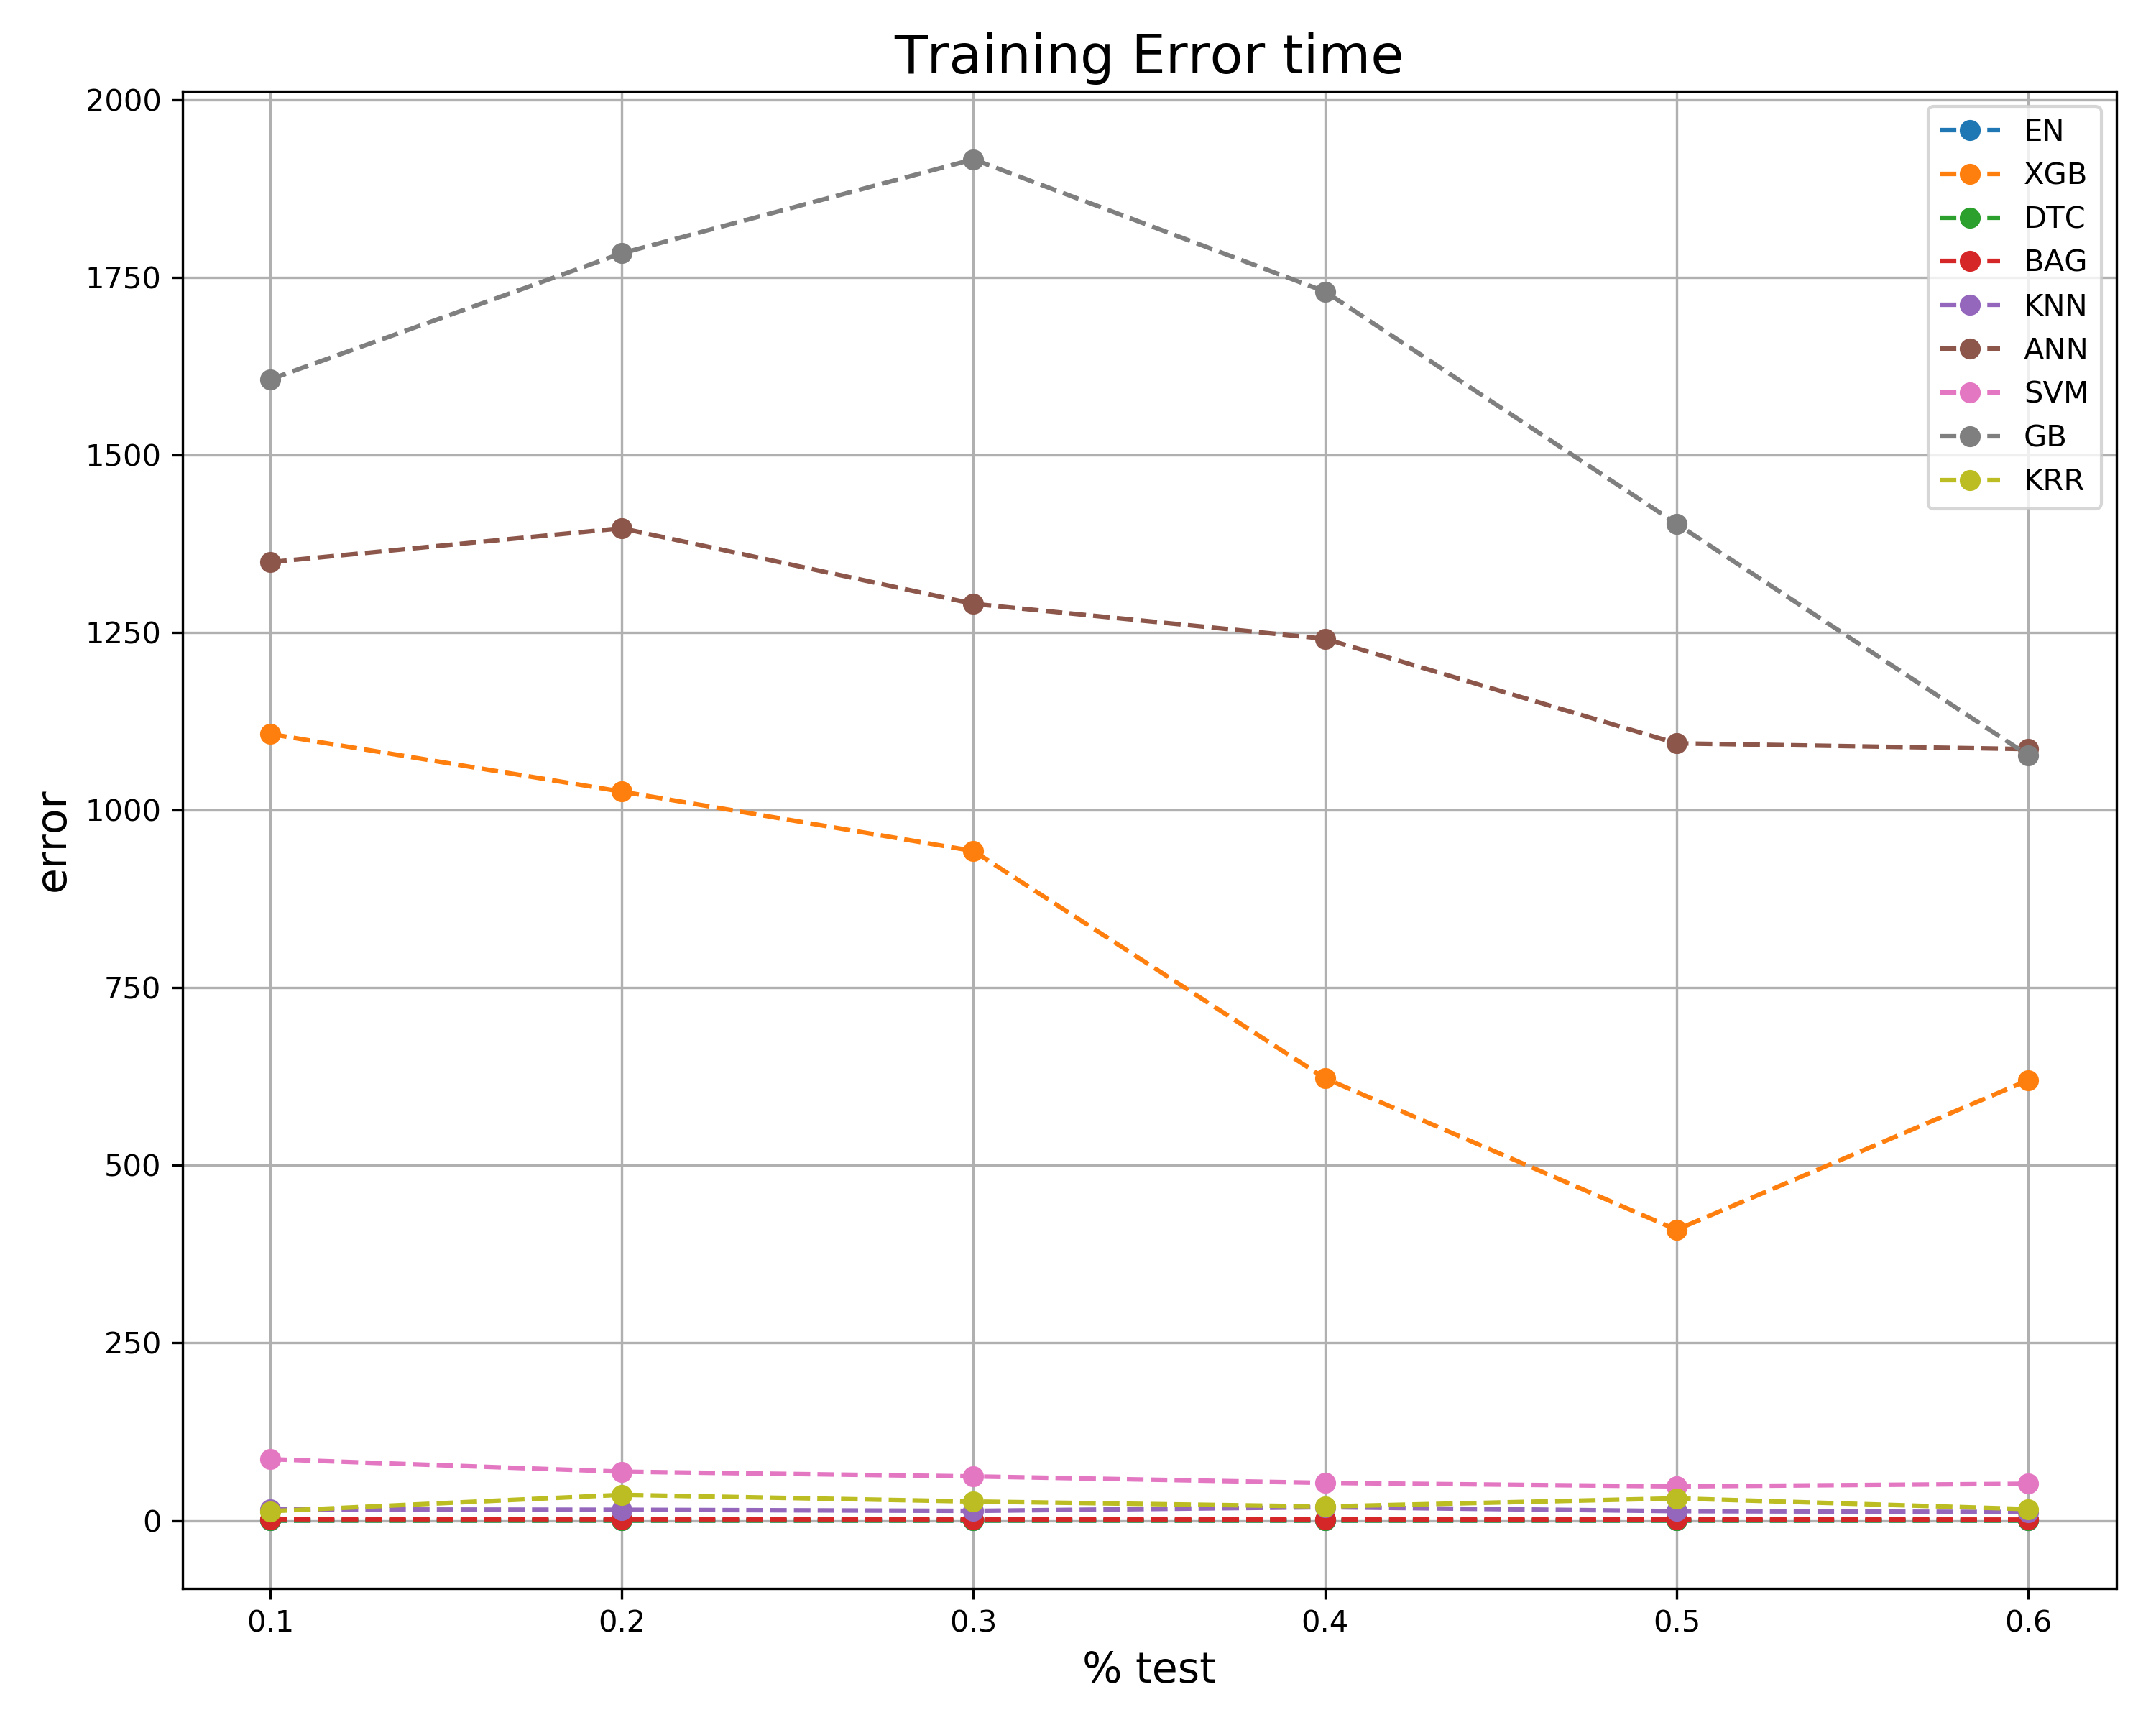 Training Error time
2000
1750
1500
1250
1000
750
500
250
0
error
EN
XGB
DTC
BAG
KNN
ANN
SVM
GB
KRR
0.1 0.2 0.3 0.4 0.5 0.6
% test